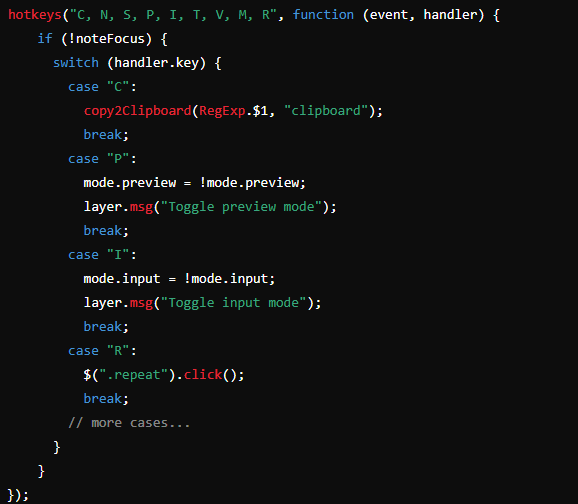 hotkeys("C, N, S, P, I, T, V, M, R", function (event, handler) {
    if (!noteFocus) {
      switch (handler.key) {
        case "C":
          copy2Clipboard(RegExp.$1, "clipboard");
          break;
        case "P":
          mode.preview = !mode.preview;
          layer.msg("Toggle preview mode");
          break;
        case "I":
          mode.input = !mode.input;
          layer.msg("Toggle input mode");
          break;
        case "R":
          $(".repeat").click();
          break;
        // more cases...
      }
    }
});